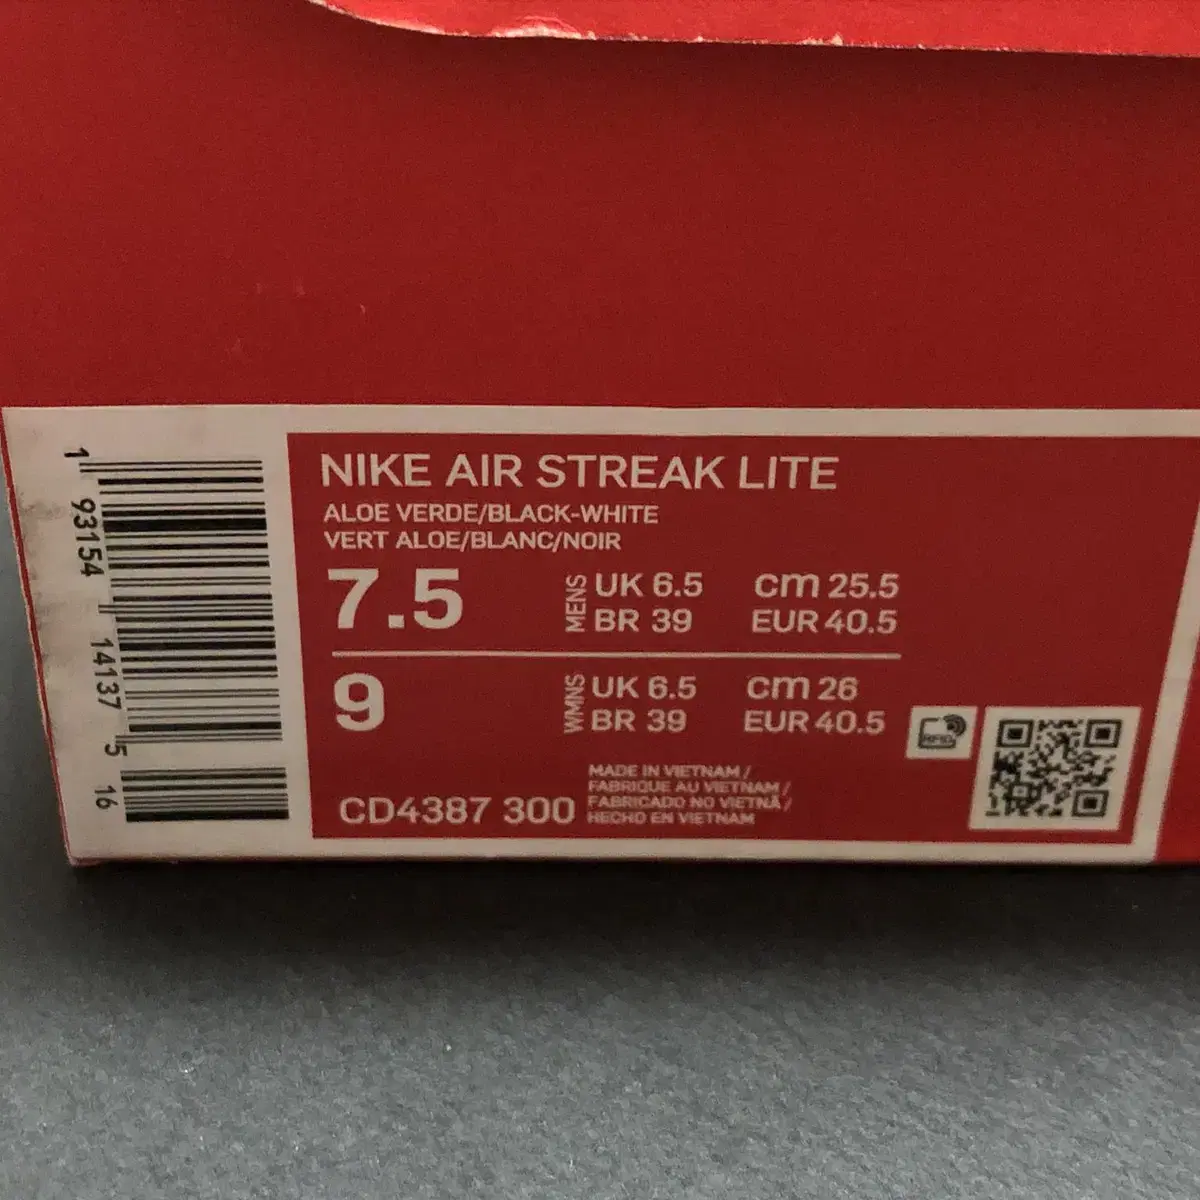 NIKE AIR STREAK LITE
ALOE VERDE/BLACK-WHITE
VERT ALOE/BLANC/NOIR
7.5 MENS UK 6.5 cm 25.5
BR 39 EUR 40.5
9 WMNS UK 6.5 cm 26
BR 39 EUR 40.5
CD4387 300
MADE IN VIETNAM /
FABRIQUE AU VIETNAM /
FABRICADO NO VIETNÃ /
HECHO EN VIETNAM
RFID
1 93154 14137 5 16